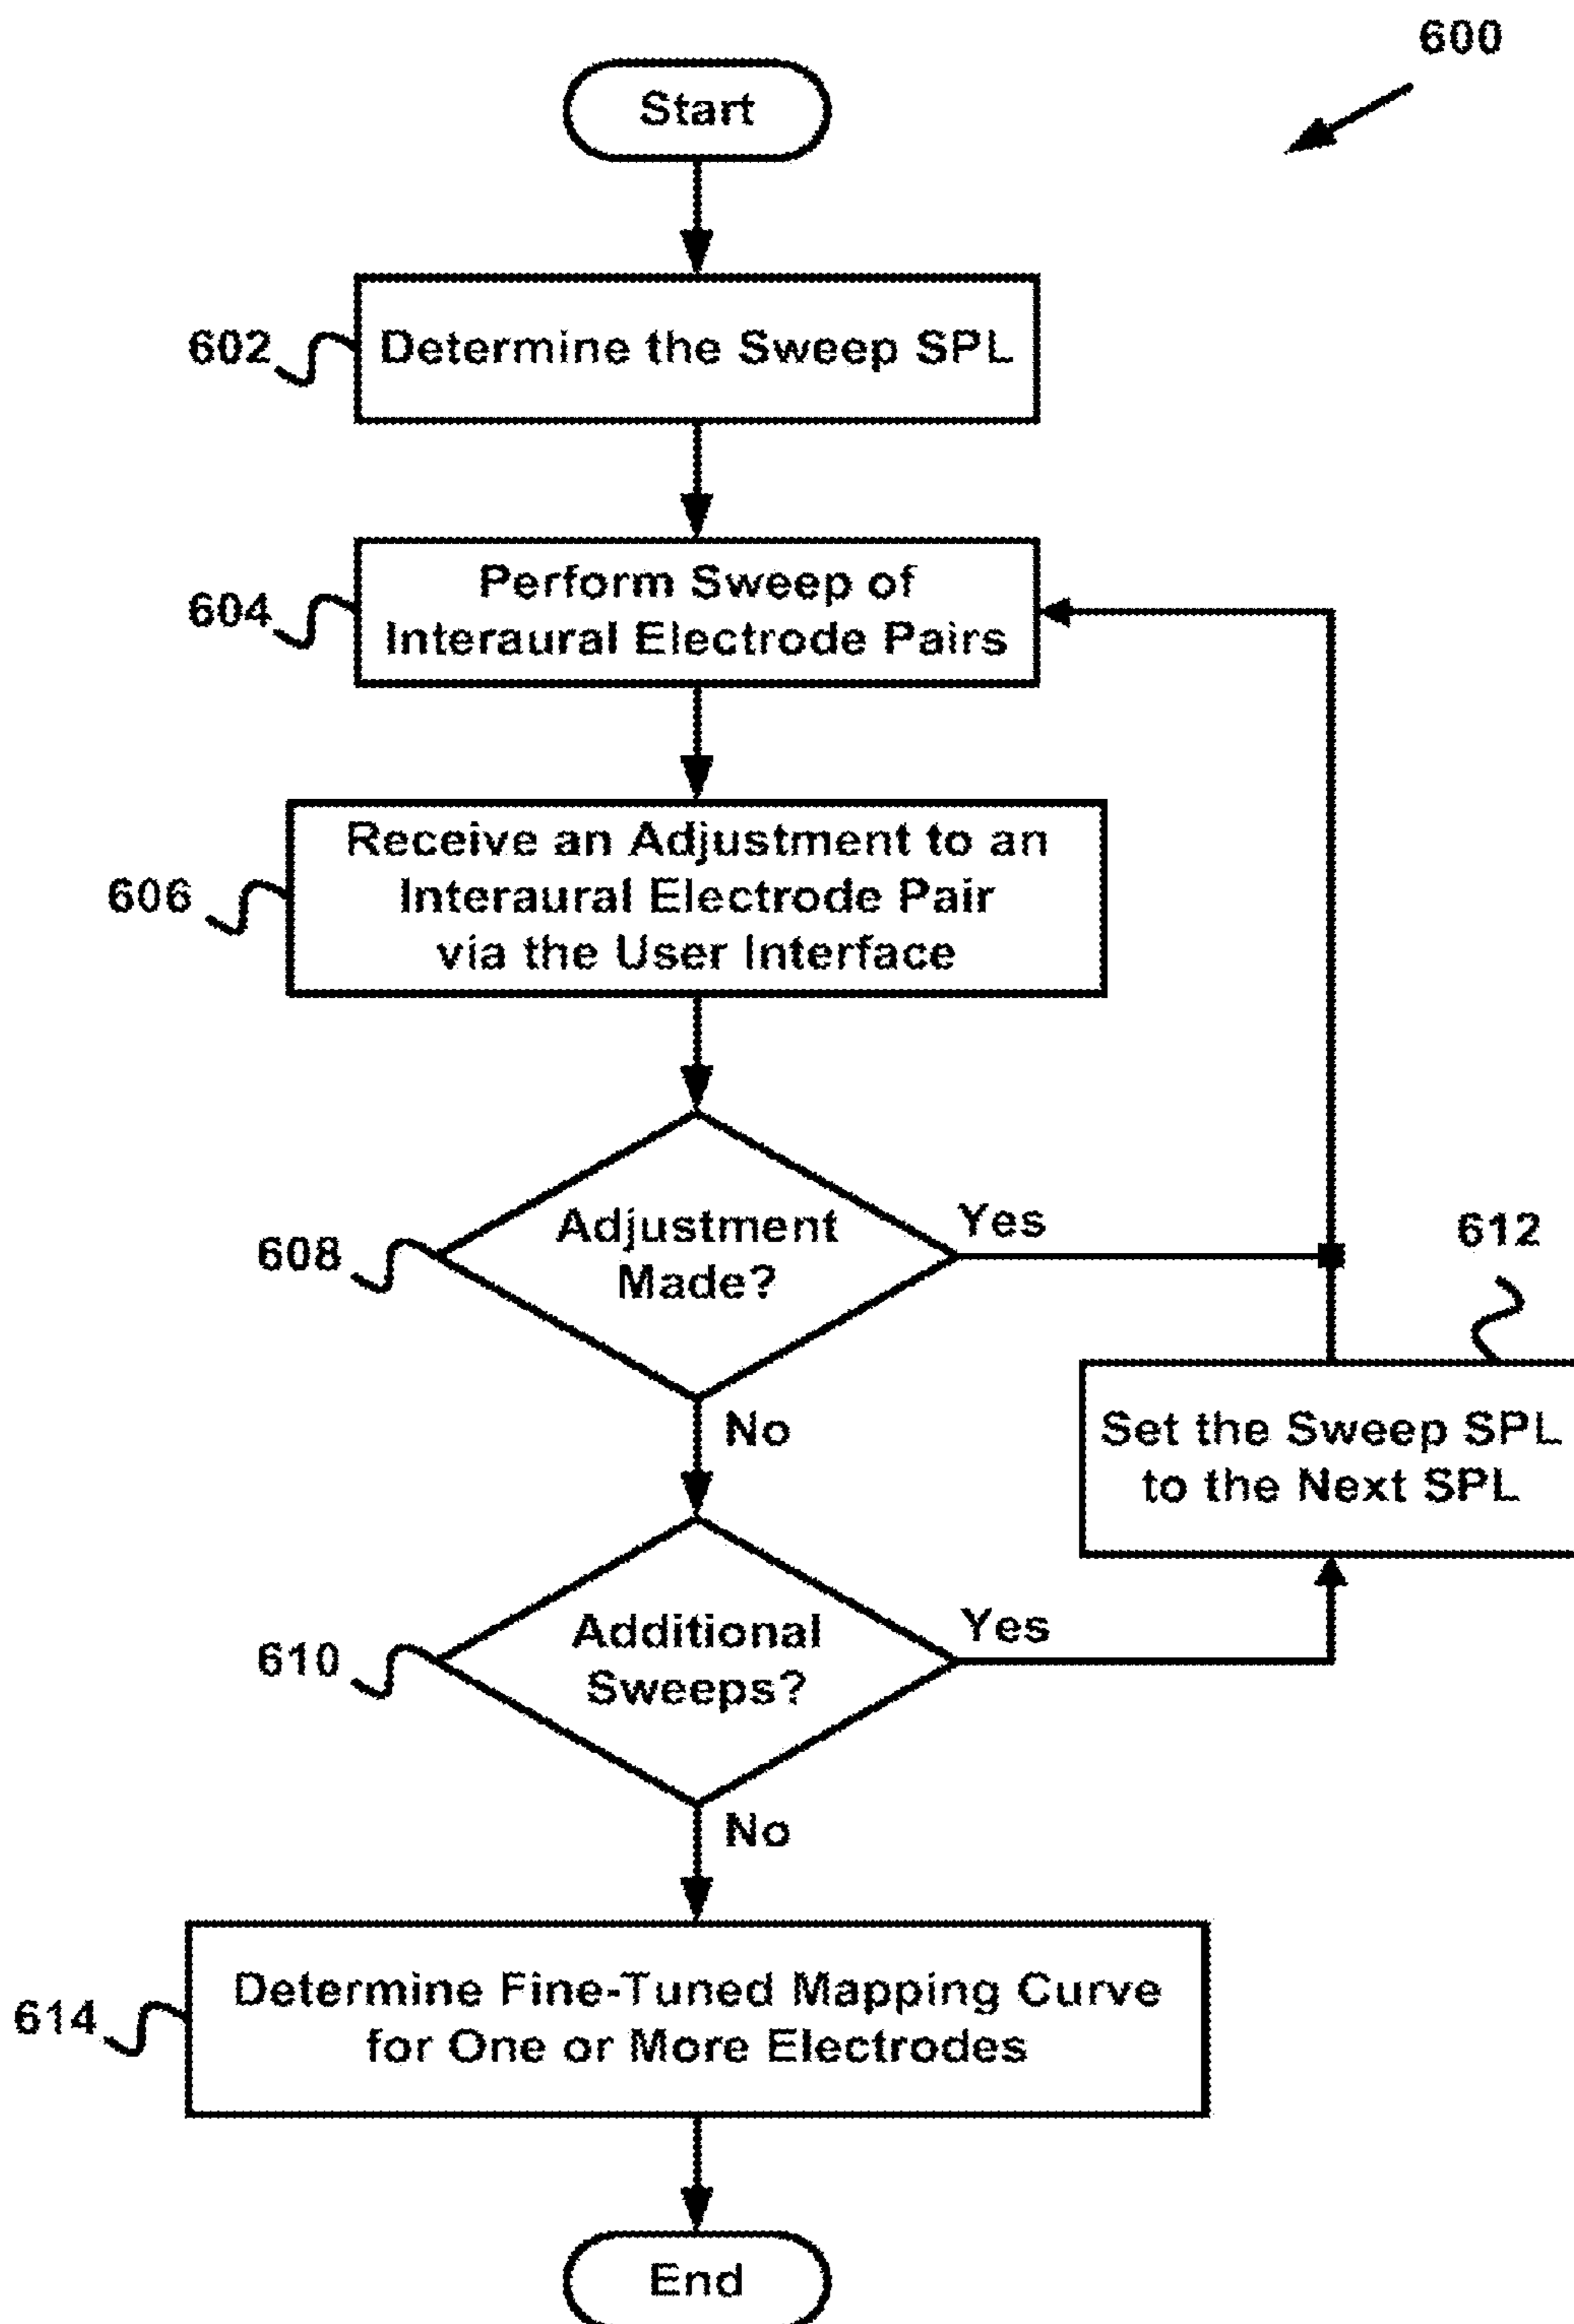 600
Start
602
Determine the Sweep SPL
604
Perform Sweep of
Interaural Electrode Pairs
606
Receive an Adjustment to an
Interaural Electrode Pair
via the User Interface
608
Adjustment
Made?
Yes
612
No
Set the Sweep SPL
to the Next SPL
610
Additional
Sweeps?
Yes
No
614
Determine Fine-Tuned Mapping Curve
for One or More Electrodes
End